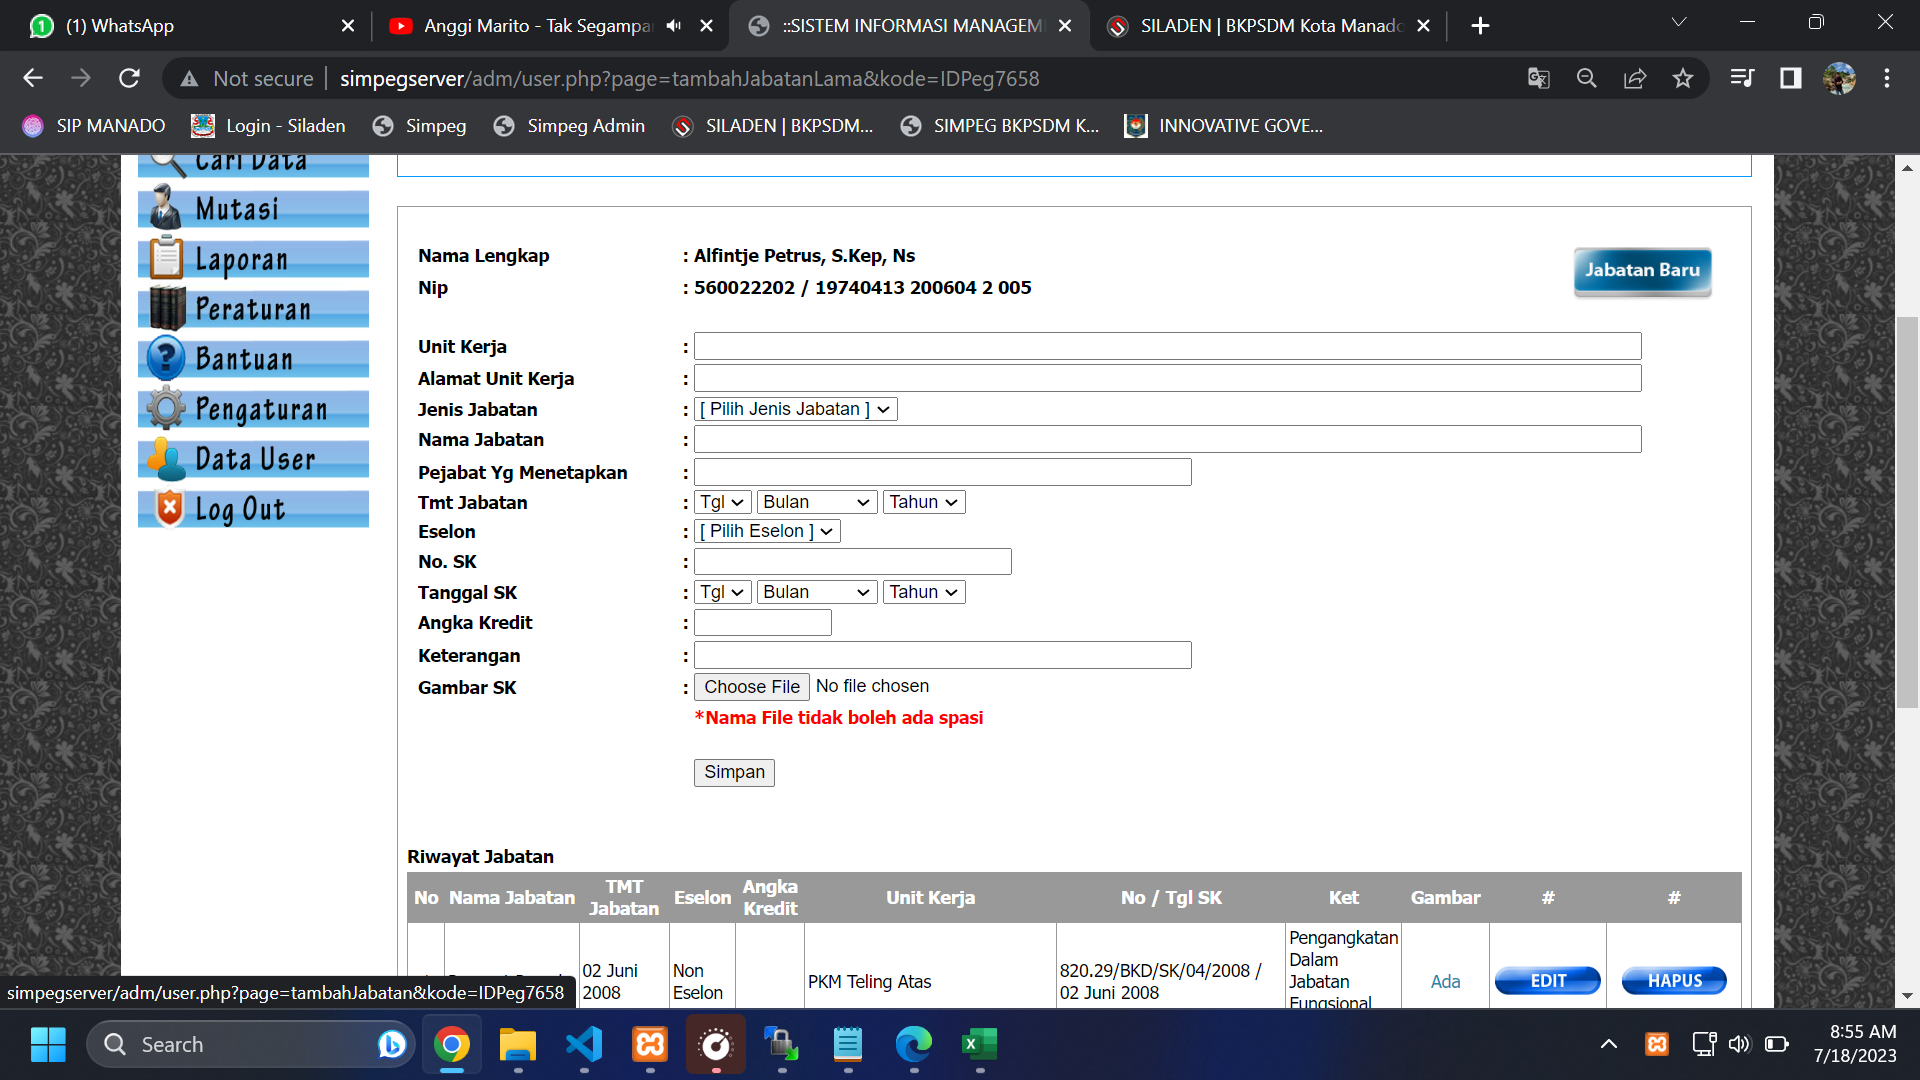 (1) WhatsApp
Anggi Marito - Tak Segampa
::SISTEM INFORMASI MANAGEM
SILADEN | BKPSDM Kota Manado
Not secure
simpegserver/adm/user.php?page=tambahJabatanLama&kode=IDPeg7658
SIP MANADO
Login - Siladen
Simpeg
Simpeg Admin
SILADEN | BKPSDM...
SIMPEG BKPSDM K...
INNOVATIVE GOVE...
Cari Data
Mutasi
Laporan
Peraturan
Bantuan
Pengaturan
Data User
Log Out
Nama Lengkap : Alfintje Petrus, S.Kep, Ns
Nip : 560022202 / 19740413 200604 2 005
Jabatan Baru
Unit Kerja :
Alamat Unit Kerja :
Jenis Jabatan : [ Pilih Jenis Jabatan ]
Nama Jabatan :
Pejabat Yg Menetapkan :
Tmt Jabatan : Tgl Bulan Tahun
Eselon : [ Pilih Eselon ]
No. SK :
Tanggal SK : Tgl Bulan Tahun
Angka Kredit :
Keterangan :
Gambar SK : Choose File No file chosen
*Nama File tidak boleh ada spasi
Simpan
Riwayat Jabatan
No Nama Jabatan TMT Jabatan Eselon Angka Kredit Unit Kerja No / Tgl SK Ket Gambar # #
02 Juni 2008 Non Eselon PKM Teling Atas 820.29/BKD/SK/04/2008 / 02 Juni 2008 Pengangkatan Dalam Jabatan Fungsional Ada EDIT HAPUS
simpegserver/adm/user.php?page=tambahJabatan&kode=IDPeg7658
Search
8:55 AM
7/18/2023